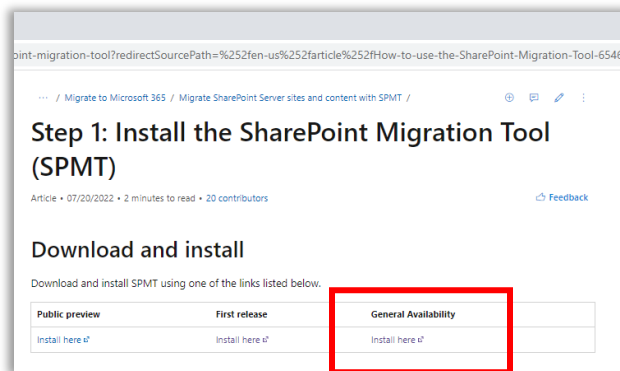 oint-migration-tool?redirectSourcePath=%252fen-us%252farticle%252fHow-to-use-the-SharePoint-Migration-Tool-6546
··· / Migrate to Microsoft 365 / Migrate SharePoint Server sites and content with SPMT /
Step 1: Install the SharePoint Migration Tool
(SPMT)
Article • 07/20/2022 • 2 minutes to read • 20 contributors
Feedback
Download and install
Download and install SPMT using one of the links listed below.
Public preview First release General Availability
Install here Install here Install here